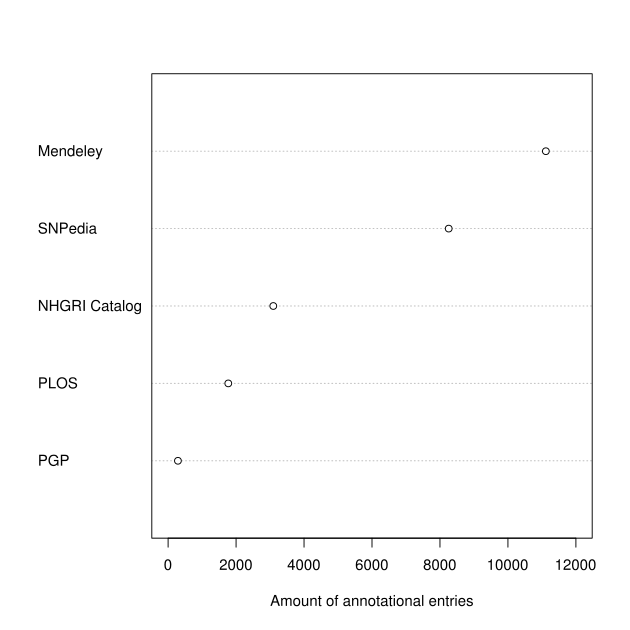 Mendeley
SNPedia
NHGRI Catalog
PLOS
PGP
0 2000 4000 6000 8000 10000 12000
Amount of annotational entries